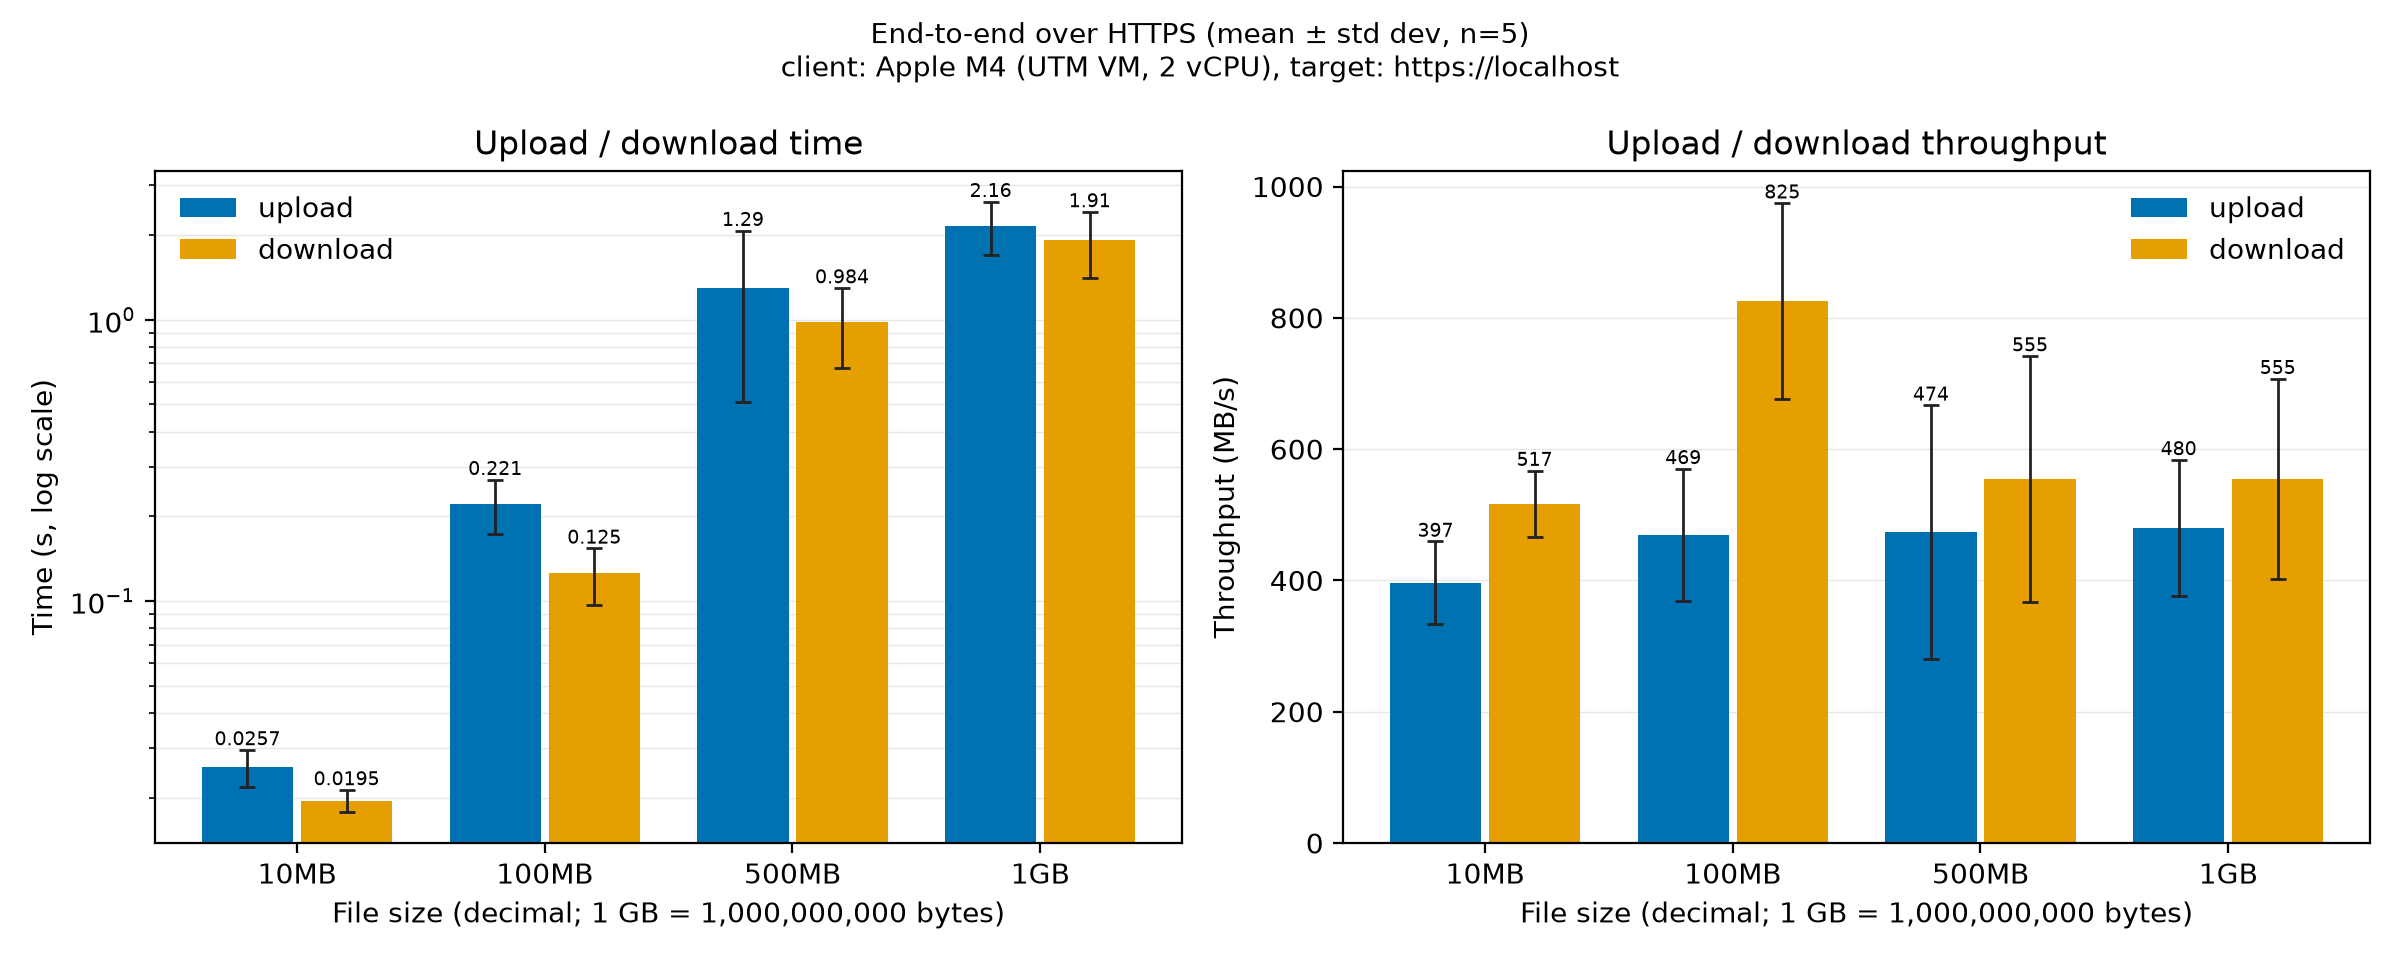 End-to-end over HTTPS (mean ± std dev, n=5)
client: Apple M4 (UTM VM, 2 vCPU), target: https://localhost
Upload / download time
upload
download
2.16
1.91
1.29
0.984
0.221
0.125
0.0257
0.0195
10⁰
10⁻¹
Time (s, log scale)
10MB 100MB 500MB 1GB
File size (decimal; 1 GB = 1,000,000,000 bytes)
Upload / download throughput
upload
download
1000
800
600
400
200
0
Throughput (MB/s)
397
517
469
825
474
555
480
555
10MB 100MB 500MB 1GB
File size (decimal; 1 GB = 1,000,000,000 bytes)